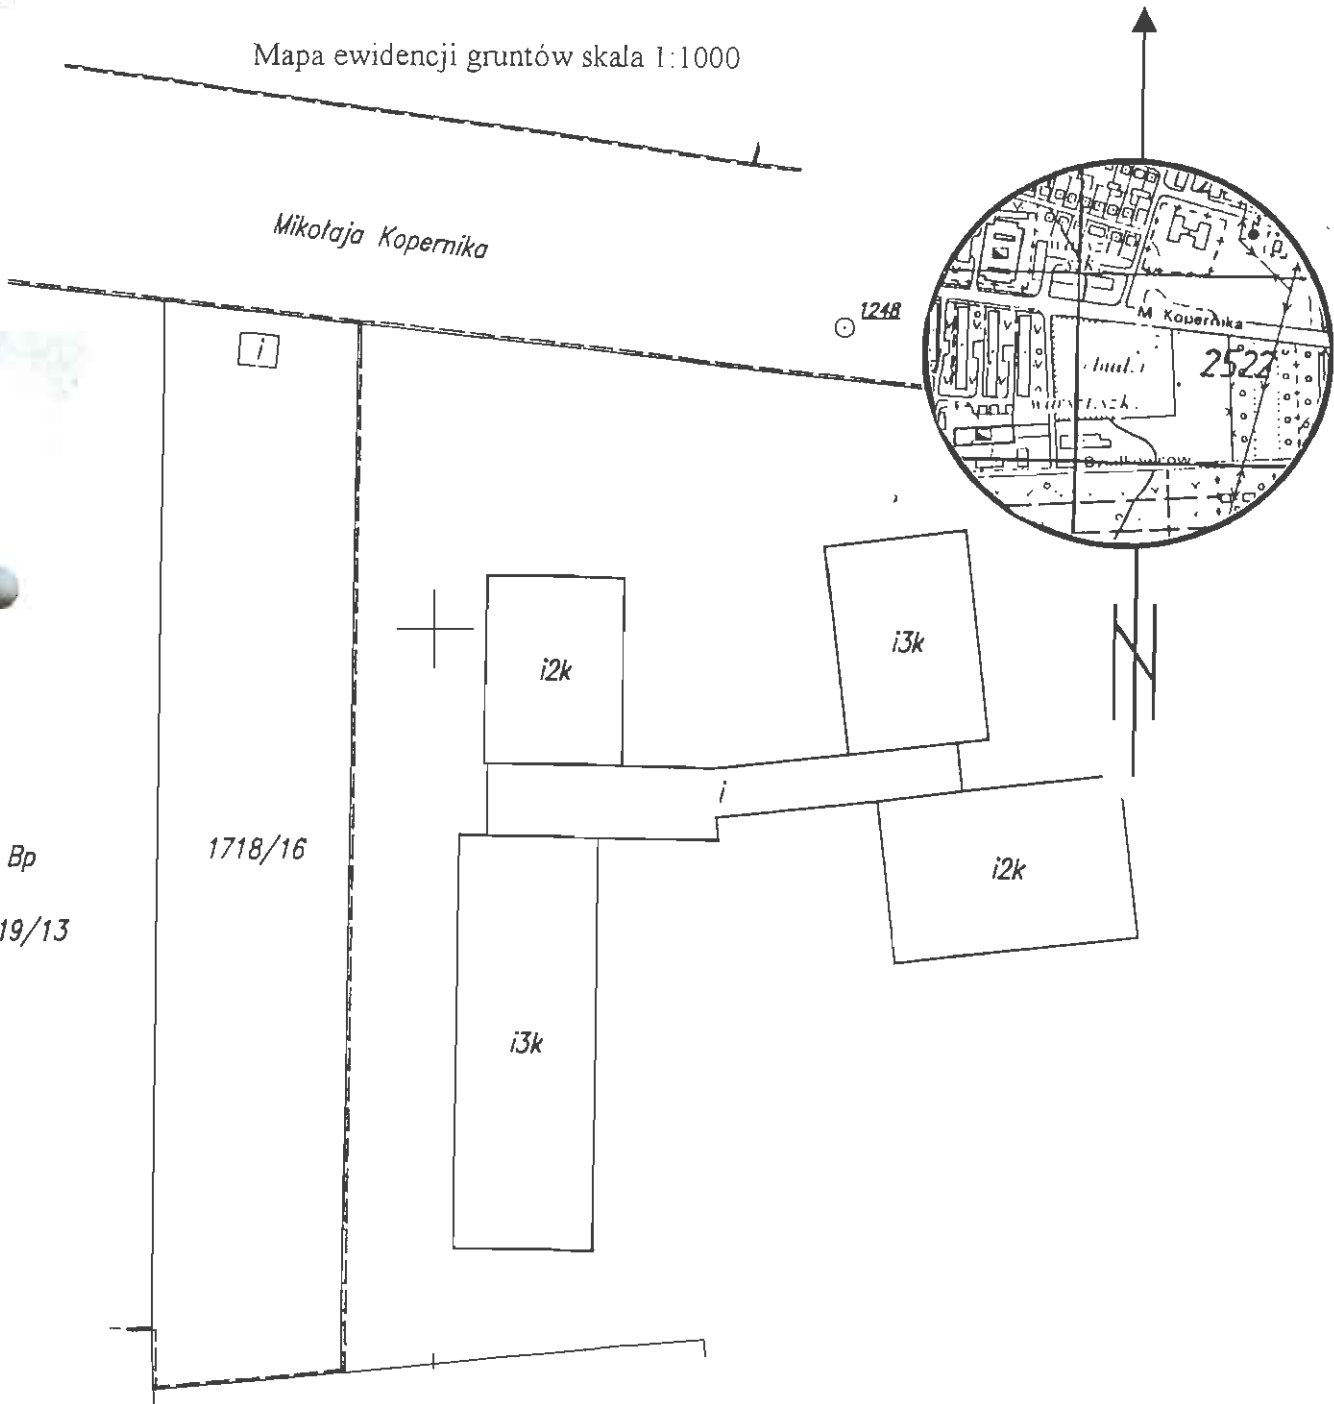 Mapa ewidencji gruntów skala 1:1000
Mikołaja Kopernika
i
1248
M Kopernika
2522
i2k
i3k
i
1718/16
Bp
19/13
i2k
i3k
N